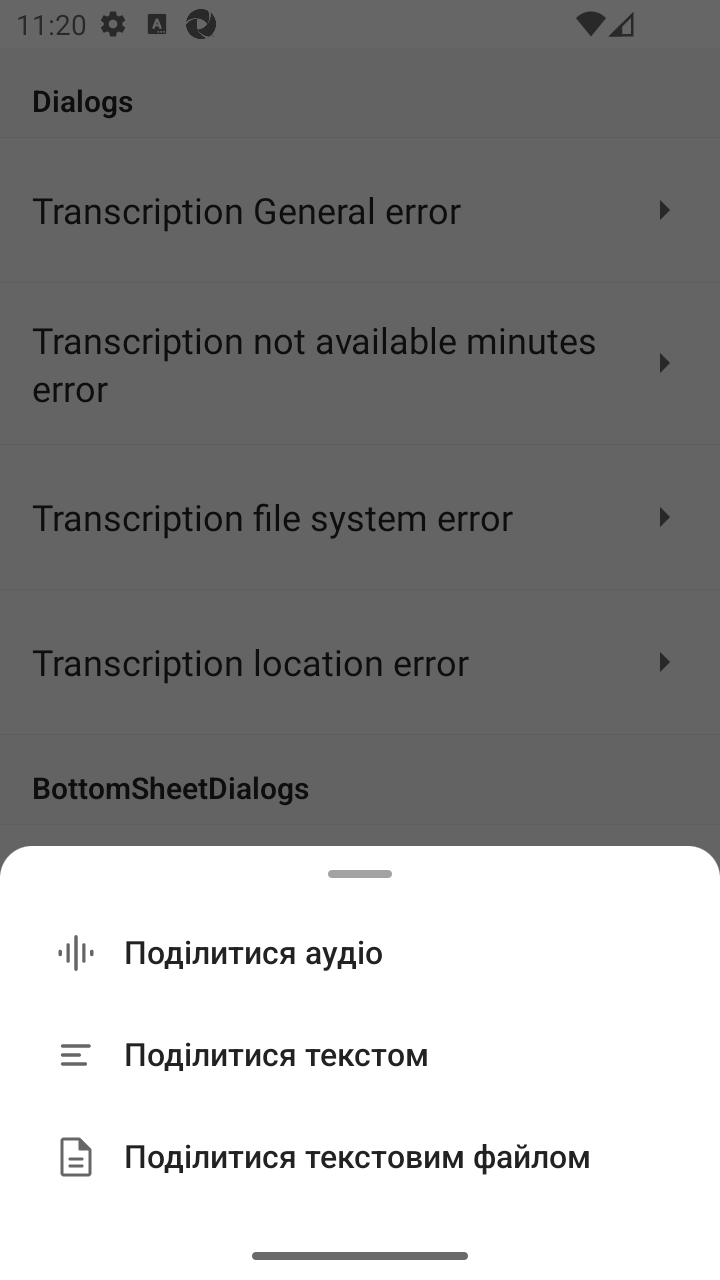 11:20
Dialogs
Transcription General error
Transcription not available minutes
error
Transcription file system error
Transcription location error
BottomSheetDialogs
Поділитися аудіо
Поділитися текстом
Поділитися текстовим файлом